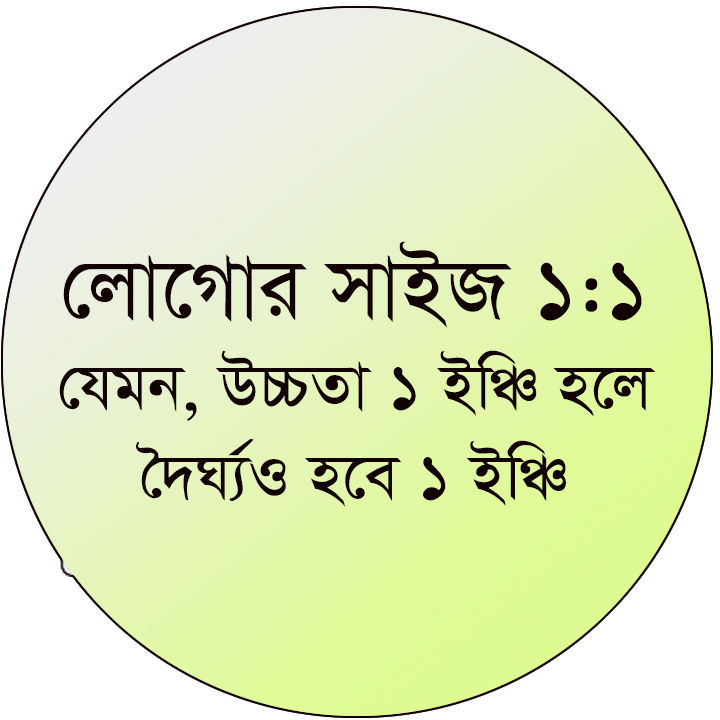 লোগোর সাইজ ১:১
যেমন, উচ্চতা ১ ইঞ্চি হলে
দৈর্ঘ্যও হবে ১ ইঞ্চি